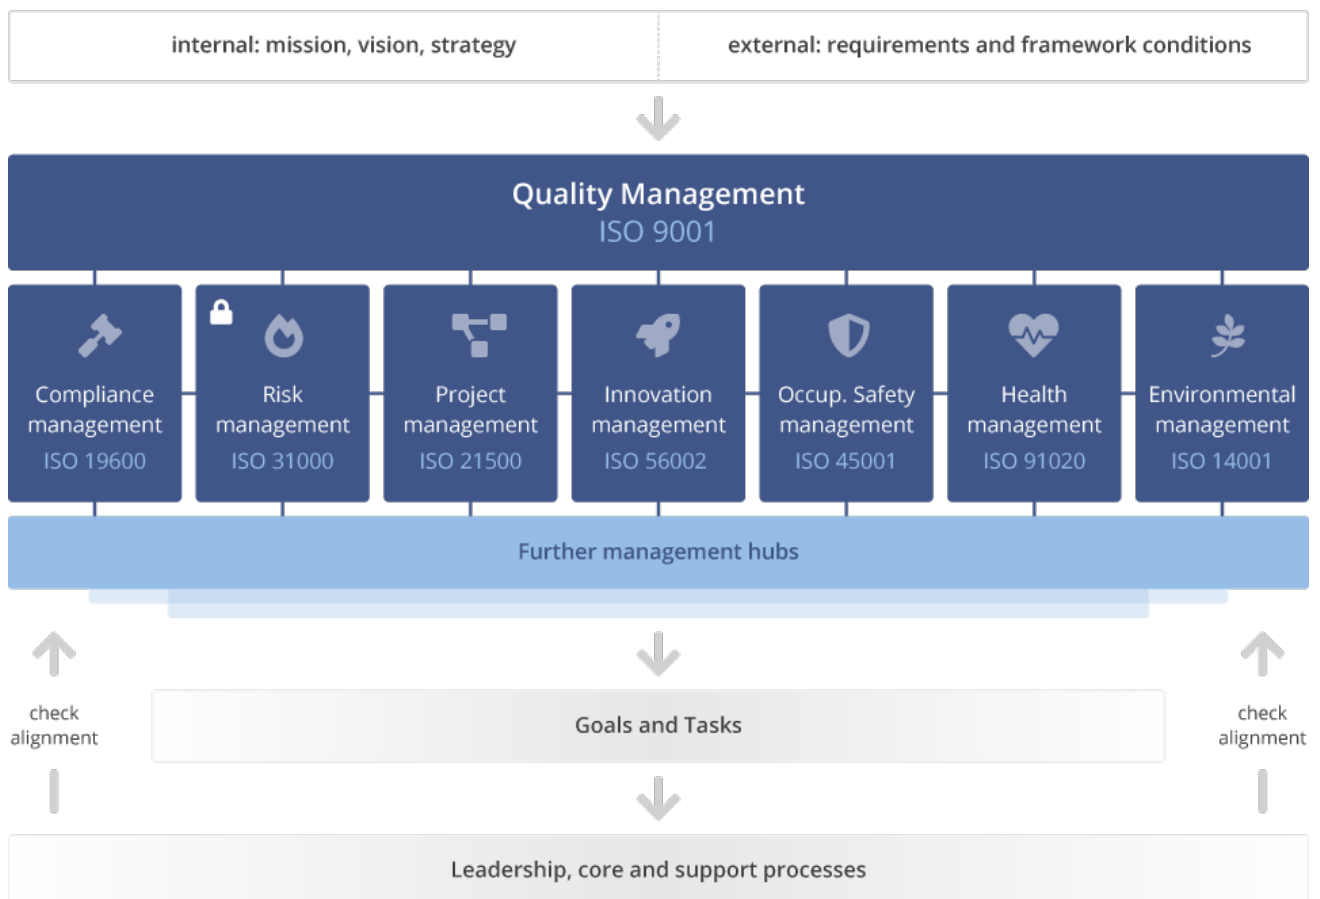 internal: mission, vision, strategy
external: requirements and framework conditions
Quality Management
ISO 9001
Compliance
management
ISO 19600
Risk
management
ISO 31000
Project
management
ISO 21500
Innovation
management
ISO 56002
Occup. Safety
management
ISO 45001
Health
management
ISO 91020
Environmental
management
ISO 14001
Further management hubs
check
alignment
Goals and Tasks
check
alignment
Leadership, core and support processes